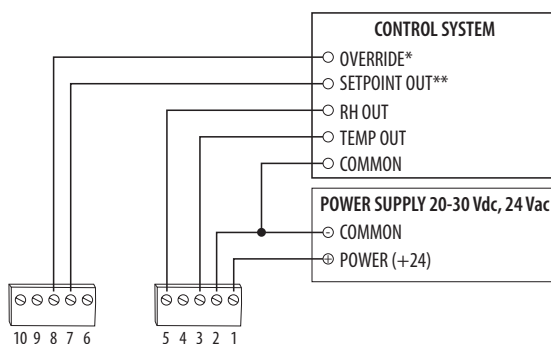 CONTROL SYSTEM
OVERRIDE*
SETPOINT OUT**
RH OUT
TEMP OUT
COMMON
POWER SUPPLY 20-30 Vdc, 24 Vac
COMMON
POWER (+24)
10 9 8 7 6 5 4 3 2 1